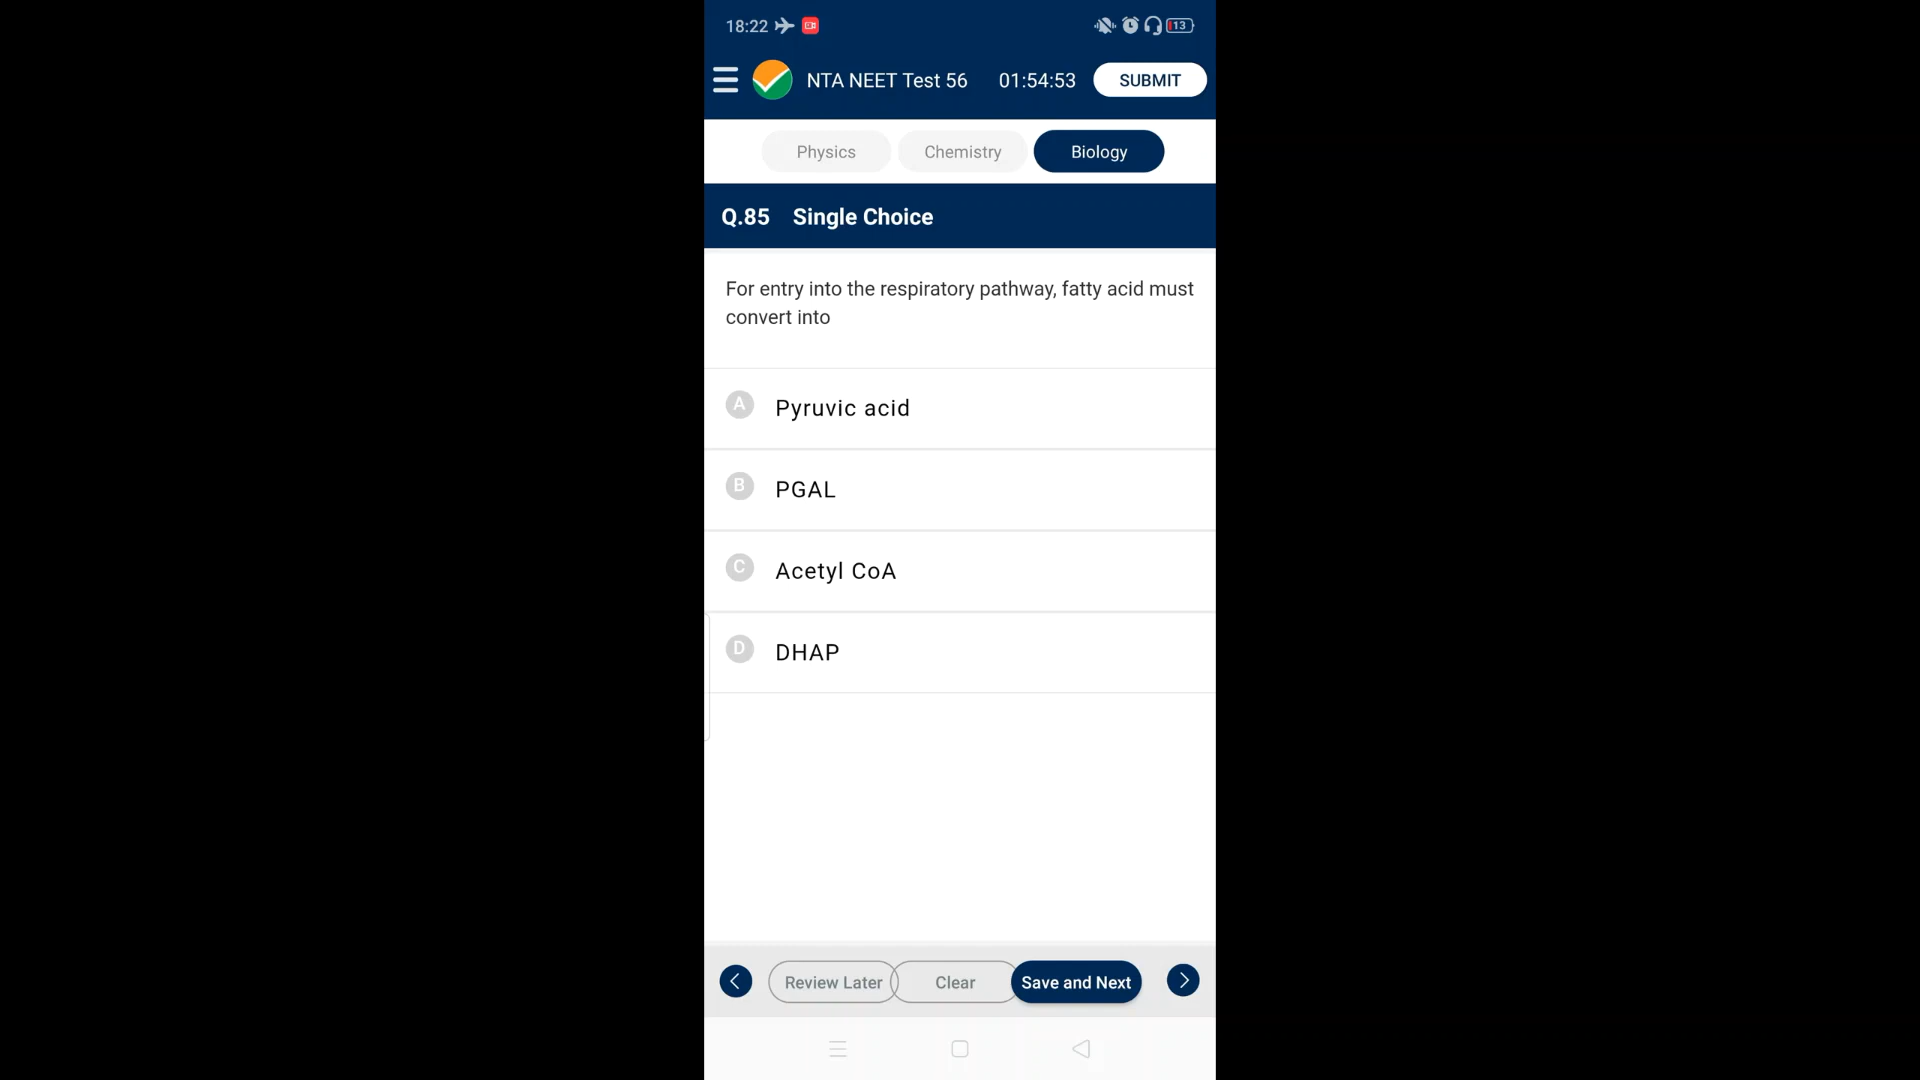 18:22 13
NTA NEET Test 56 01:54:53 SUBMIT
Physics Chemistry Biology
Q.85 Single Choice
For entry into the respiratory pathway, fatty acid must
convert into
A Pyruvic acid
B PGAL
C Acetyl CoA
D DHAP
Review Later Clear Save and Next